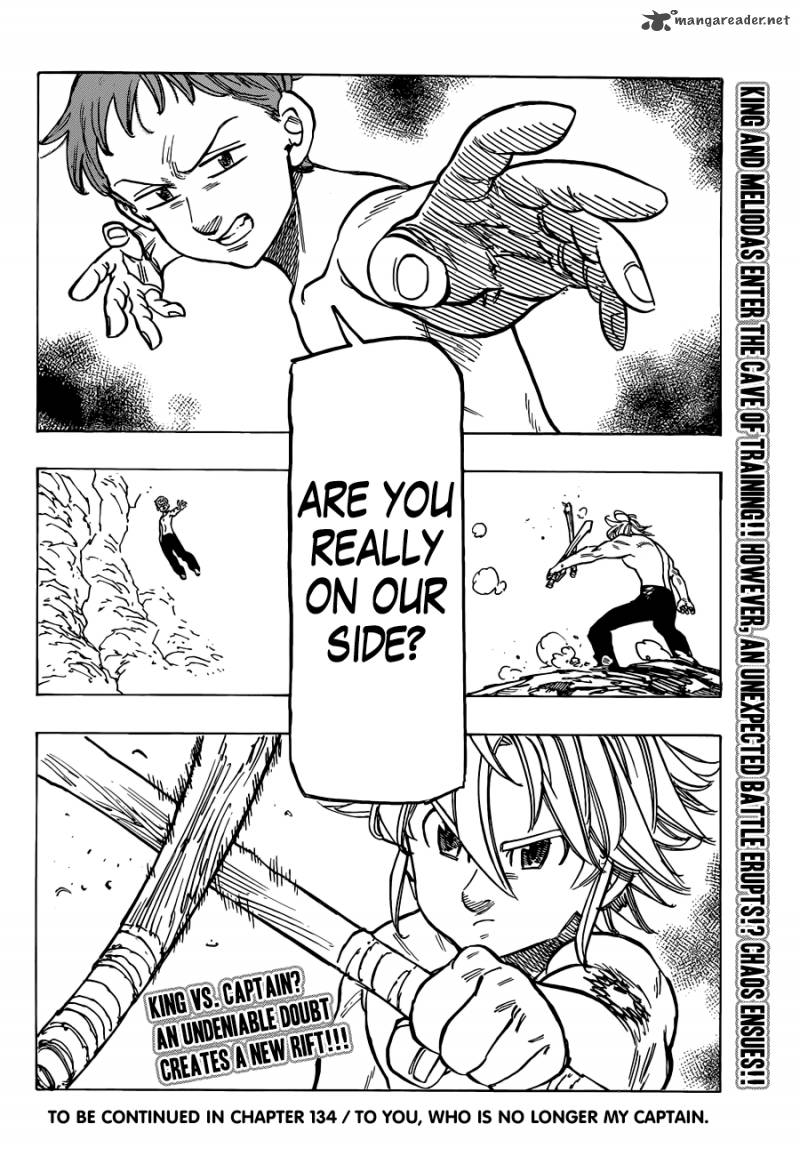 mangareader.net
KING AND MELIODAS ENTER THE CAVE OF TRAINING!! HOWEVER, AN UNEXPECTED BATTLE ERUPTS!? CHAOS ENSUES!!
ARE YOU
REALLY
ON OUR
SIDE?
KING VS. CAPTAIN?
AN UNDENIABLE DOUBT
CREATES A NEW RIFT!!!
TO BE CONTINUED IN CHAPTER 134 / TO YOU, WHO IS NO LONGER MY CAPTAIN.